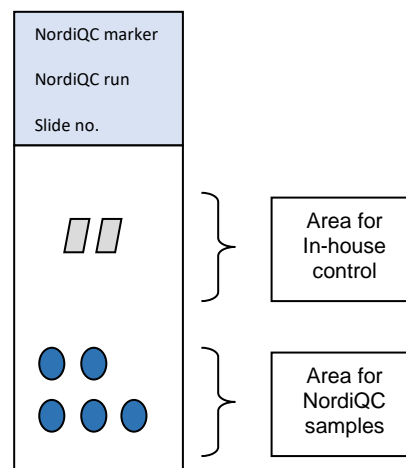 NordiQC marker
NordiQC run
Slide no.
Area for
In-house
control
Area for
NordiQC
samples